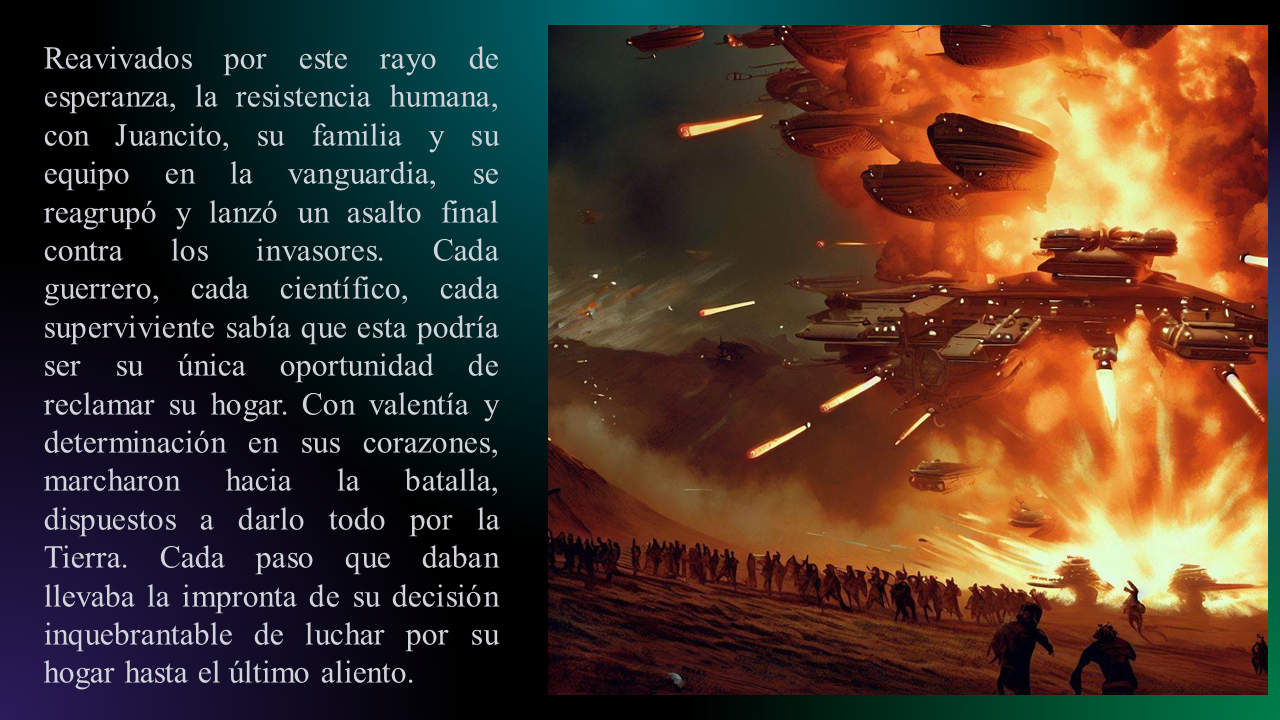 Reavivados por este rayo de
esperanza, la resistencia humana,
con Juancito, su familia y su
equipo en la vanguardia, se
reagrupó y lanzó un asalto final
contra los invasores. Cada
guerrero, cada científico, cada
superviviente sabía que esta podría
ser su única oportunidad de
reclamar su hogar. Con valentía y
determinación en sus corazones,
marcharon hacia la batalla,
dispuestos a darlo todo por la
Tierra. Cada paso que daban
llevaba la impronta de su decisión
inquebrantable de luchar por su
hogar hasta el último aliento.